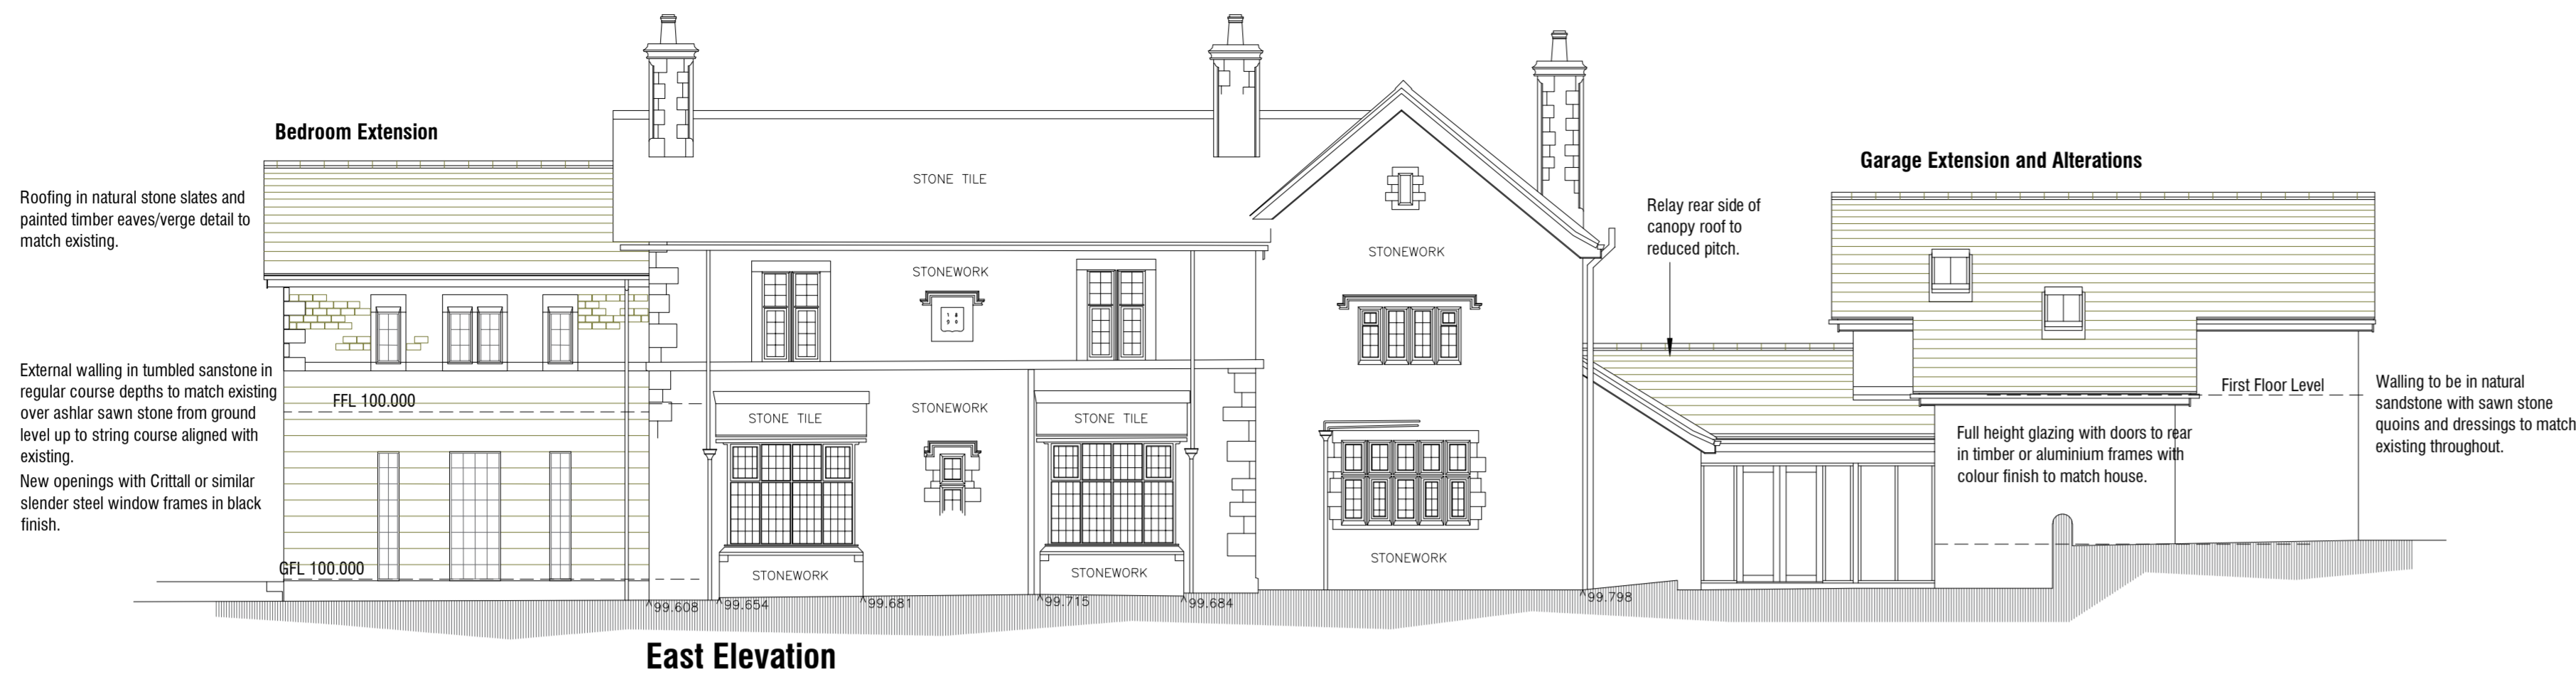 Bedroom Extension
Roofing in natural stone slates and
painted timber eaves/verge detail to
match existing.
External walling in tumbled sanstone in
regular course depths to match existing
over ashlar sawn stone from ground
level up to string course aligned with
existing.
New openings with Crittall or similar
slender steel window frames in black
finish.
FFL 100.000
GFL 100.000
STONE TILE
STONEWORK
18
90
STONE TILE
STONEWORK
STONE TILE
STONEWORK
STONEWORK
STONEWORK
STONEWORK
99.608
99.654
99.681
99.715
99.684
99.798
Relay rear side of
canopy roof to
reduced pitch.
Garage Extension and Alterations
First Floor Level
Full height glazing with doors to rear
in timber or aluminium frames with
colour finish to match house.
Walling to be in natural
sandstone with sawn stone
quoins and dressings to match
existing throughout.
East Elevation